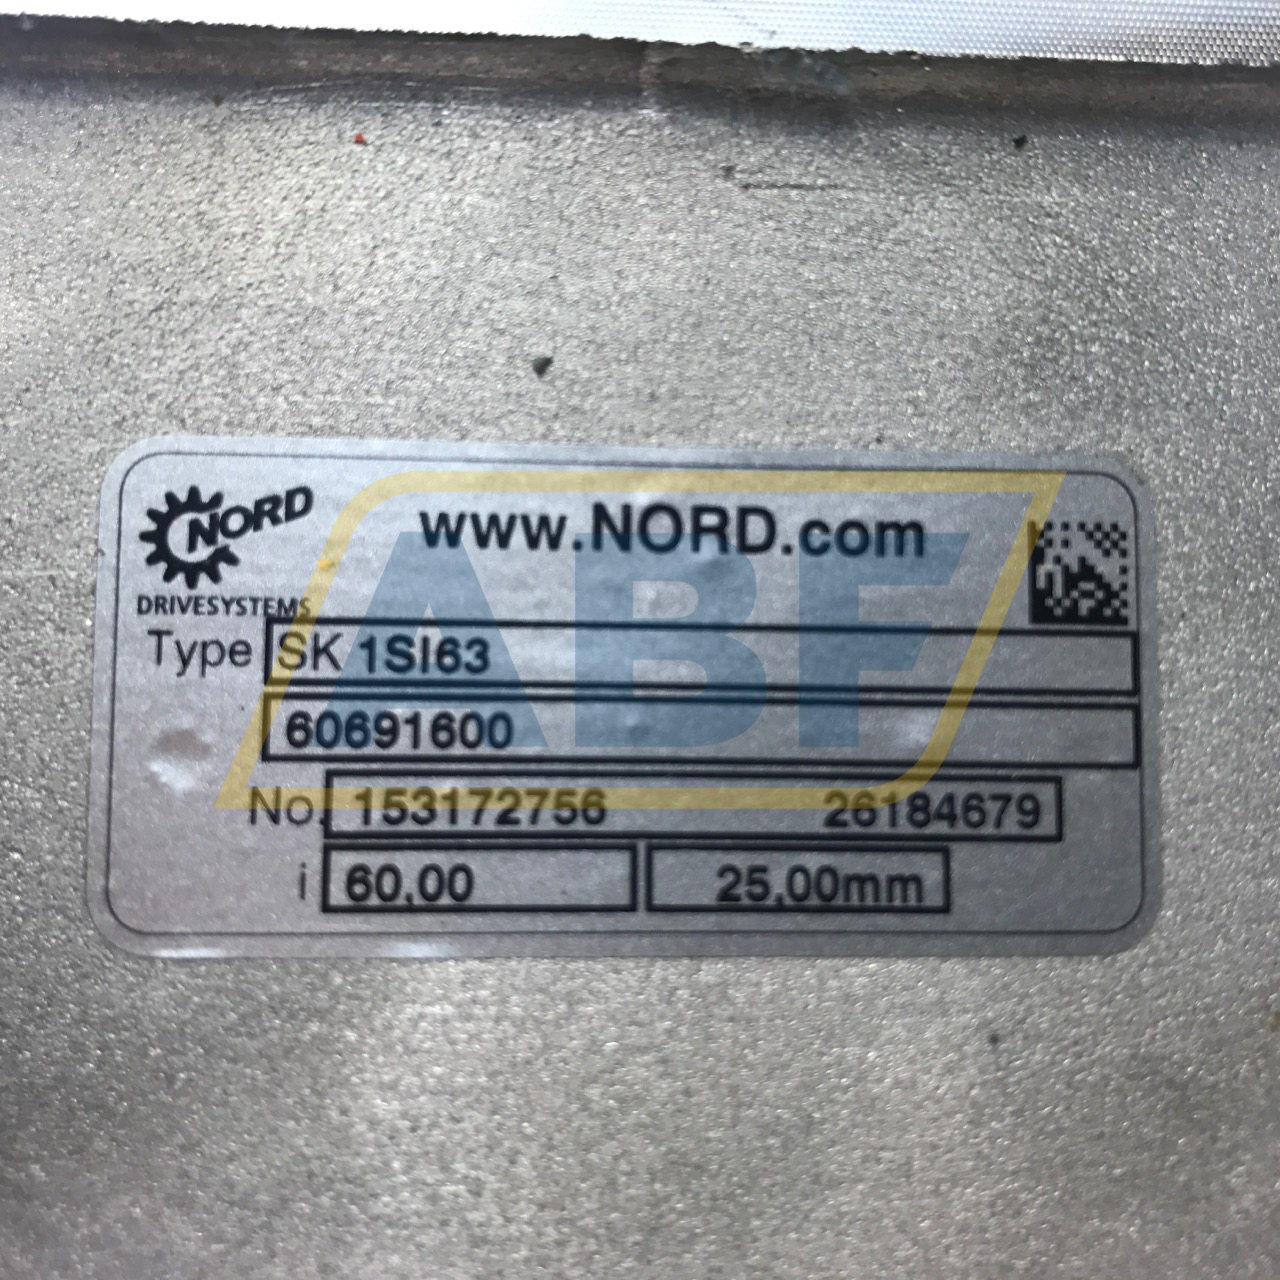 NORD
DRIVESYSTEMS
www.NORD.com
Type SK 1SI63
60691600
No. 153172756 26184679
i 60,00 25,00mm
ABF